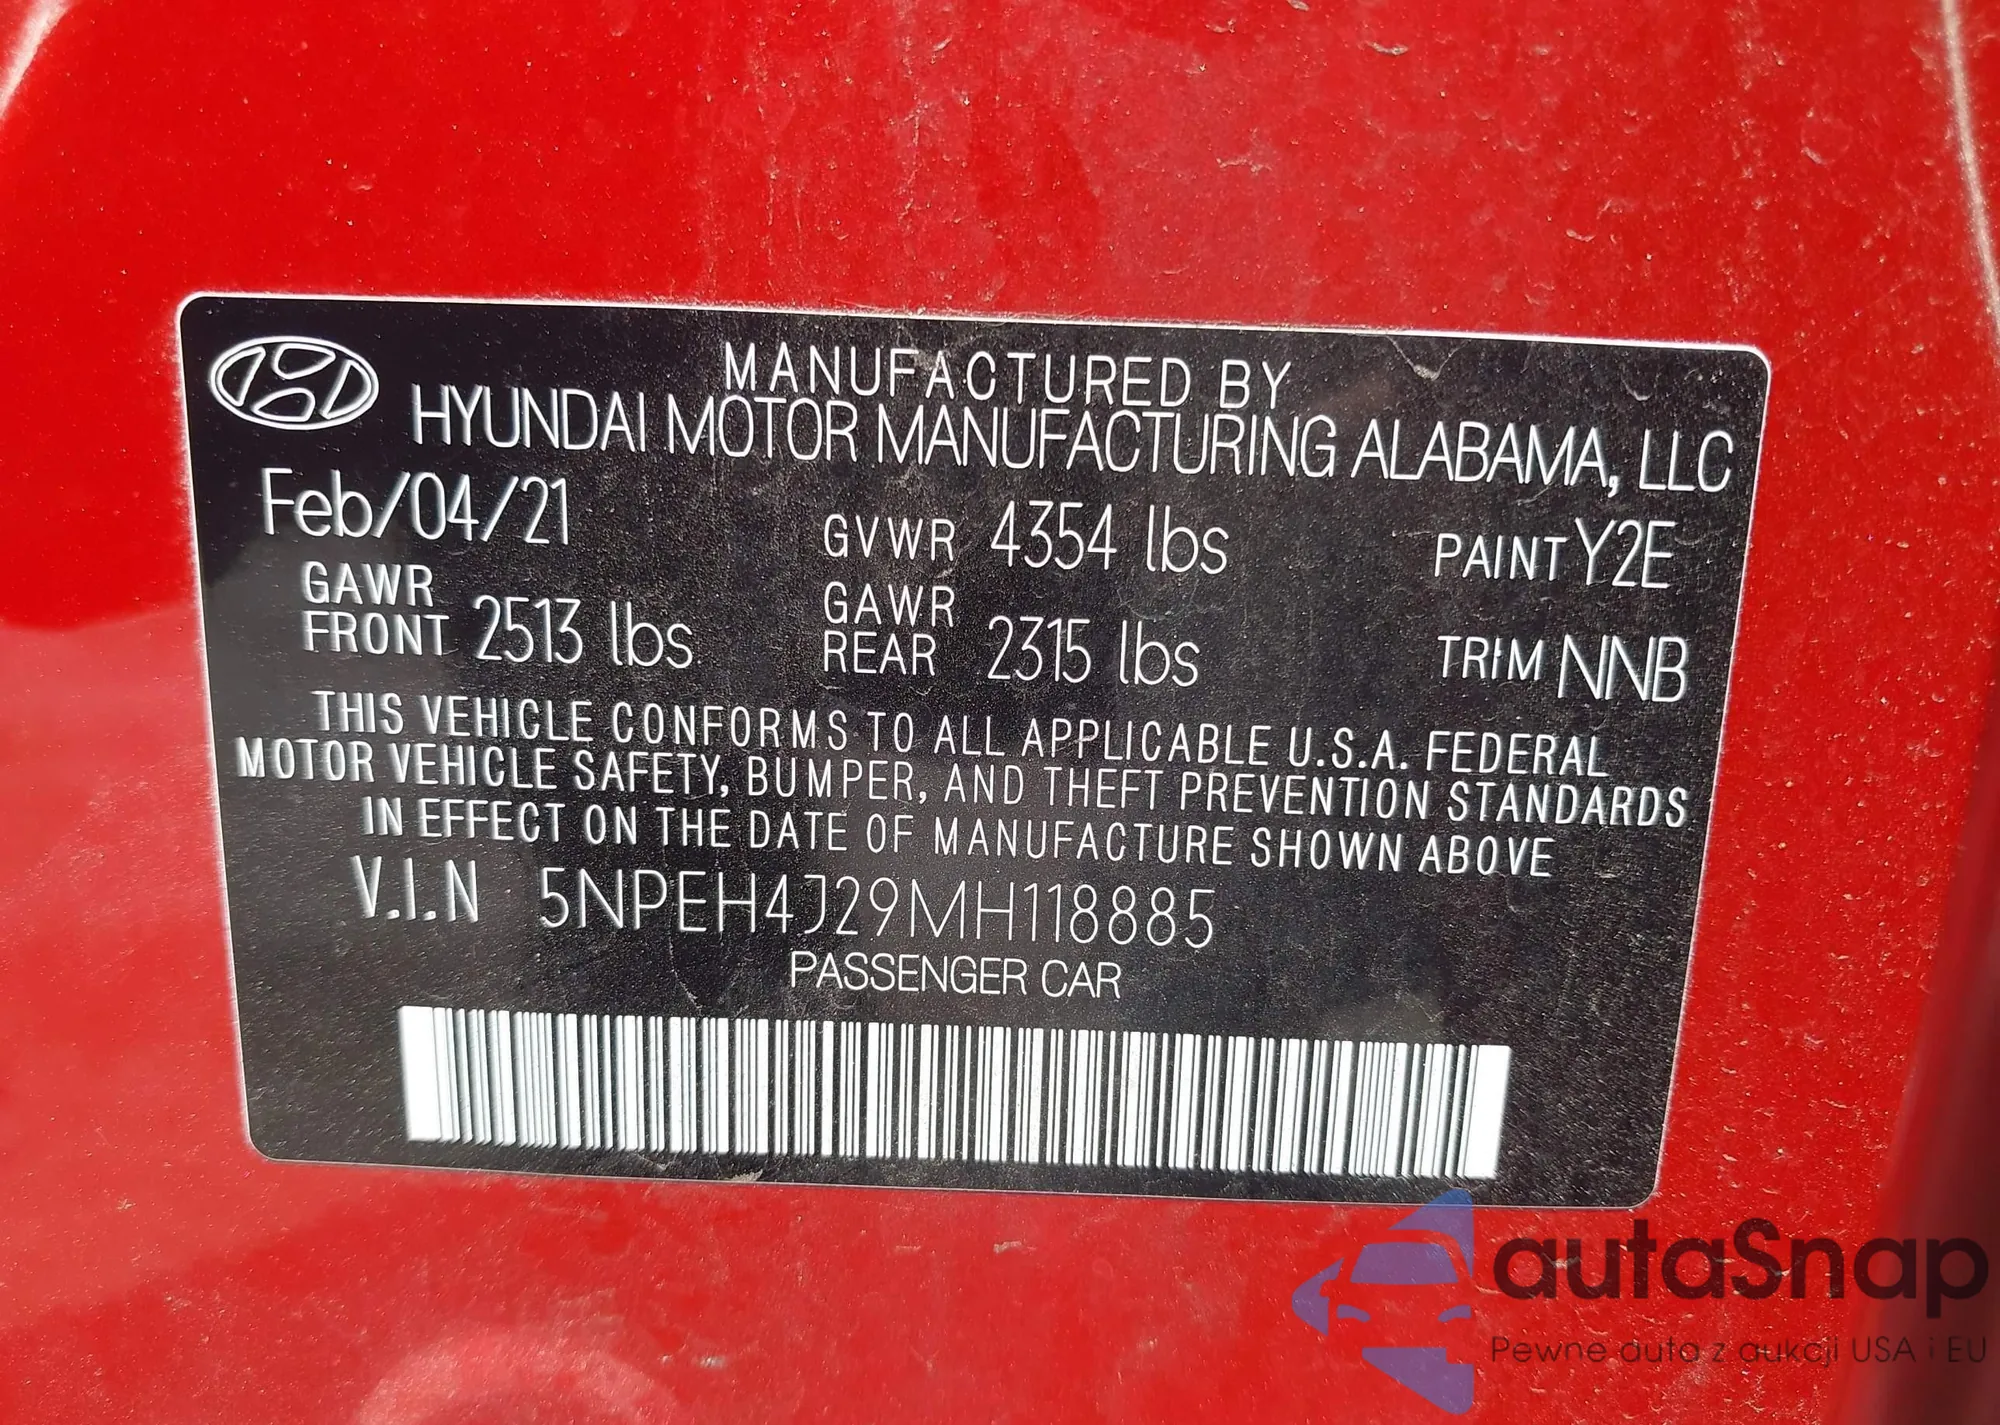 MANUFACTURED BY
HYUNDAI MOTOR MANUFACTURING ALABAMA, LLC
Feb/04/21 GVWR 4354 lbs PAINT Y2E
GAWR FRONT 2513 lbs GAWR REAR 2315 lbs TRIM NNB
THIS VEHICLE CONFORMS TO ALL APPLICABLE U.S.A. FEDERAL
MOTOR VEHICLE SAFETY, BUMPER, AND THEFT PREVENTION STANDARDS
IN EFFECT ON THE DATE OF MANUFACTURE SHOWN ABOVE
V.I.N 5NPEH4J29MH118885
PASSENGER CAR
autaSnap
Pewne auta z aukcji USA i EU